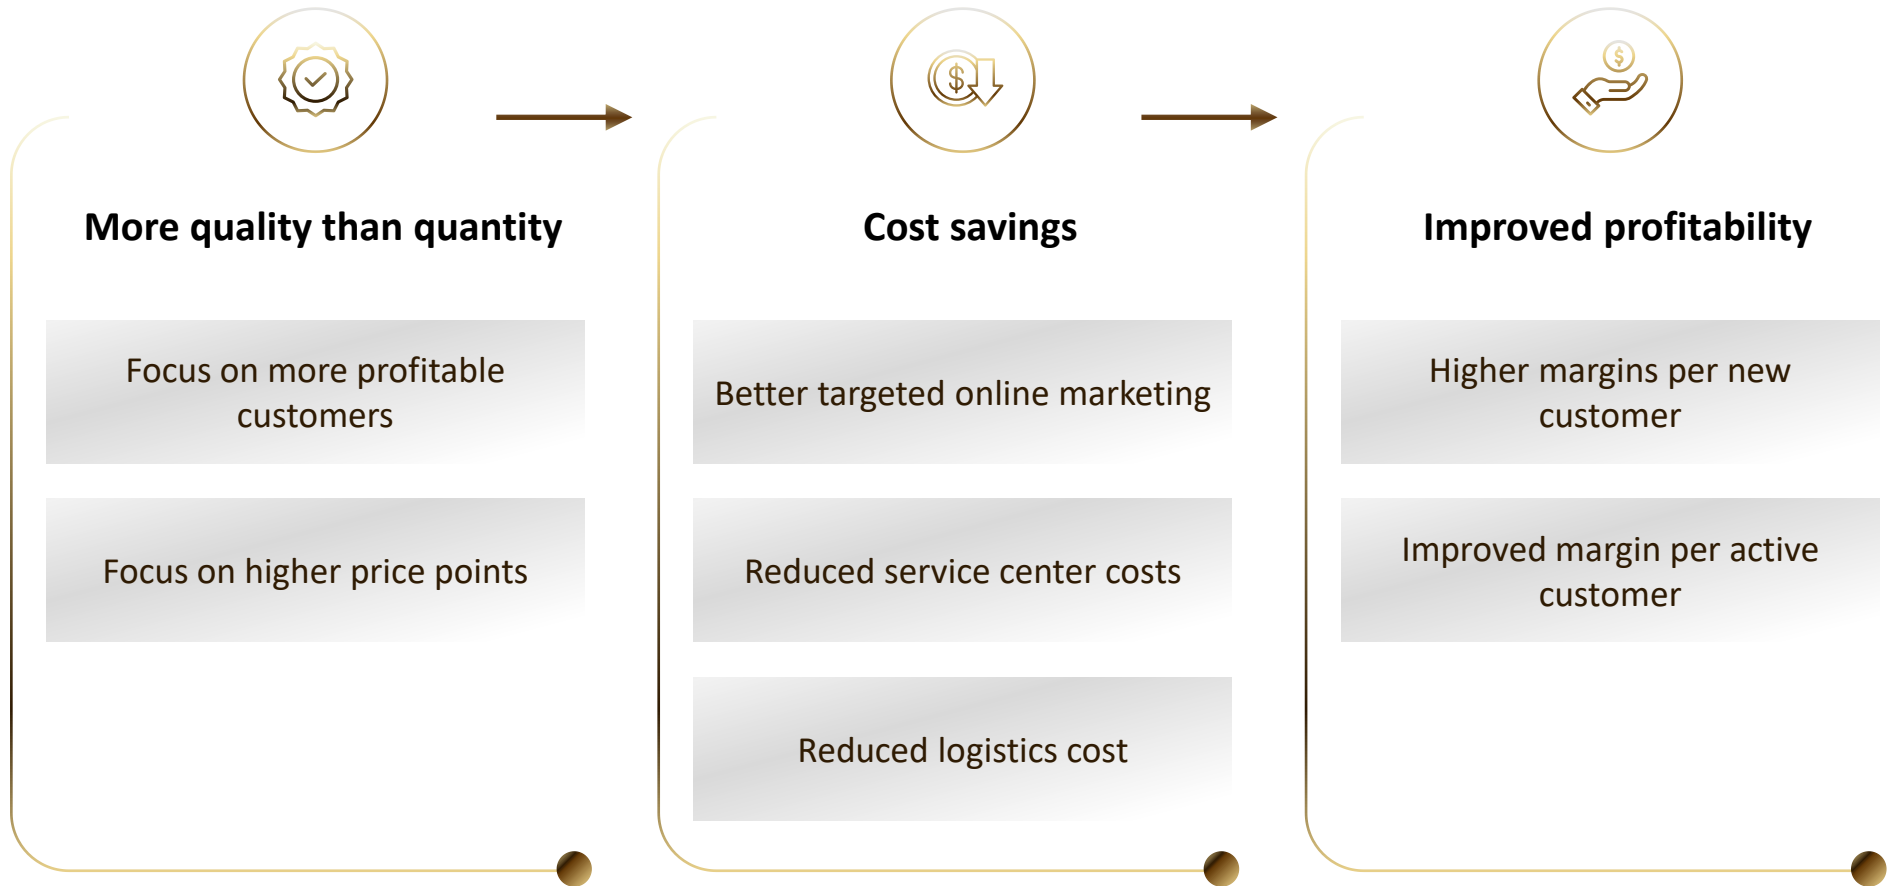 More quality than quantity
Focus on more profitable
customers
Focus on higher price points
Cost savings
Better targeted online marketing
Reduced service center costs
Reduced logistics cost
Improved profitability
Higher margins per new
customer
Improved margin per active
customer